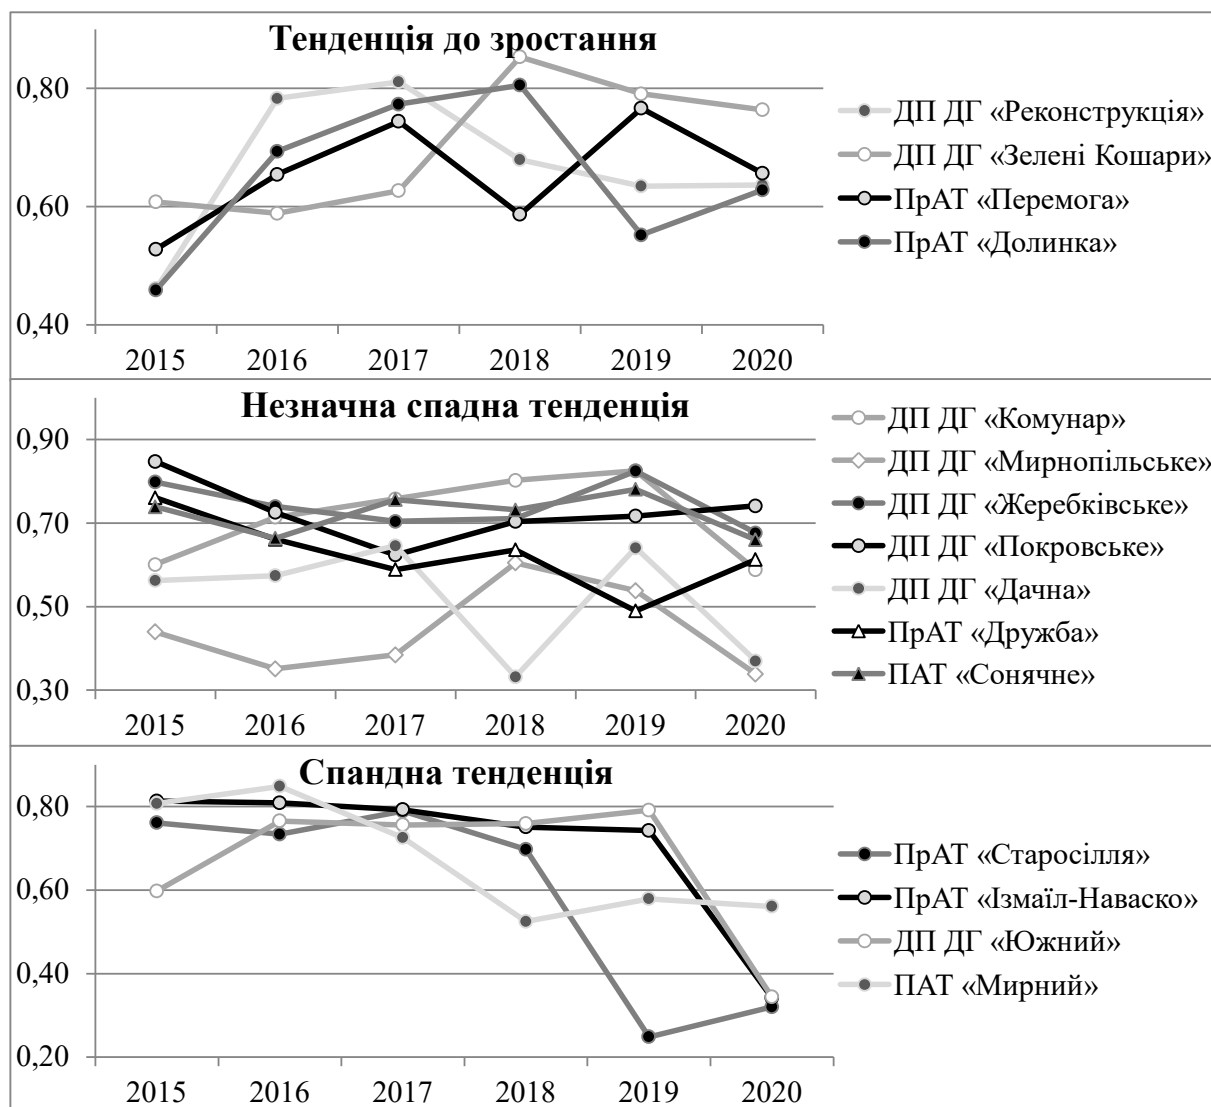 Тенденція до зростання
0,80
0,60
0,40
2015 2016 2017 2018 2019 2020
ДП ДГ «Реконструкція»
ДП ДГ «Зелені Кошари»
ПрАТ «Перемога»
ПрАТ «Долинка»
Незначна спадна тенденція
0,90
0,70
0,50
0,30
2015 2016 2017 2018 2019 2020
ДП ДГ «Комунар»
ДП ДГ «Мирнопільське»
ДП ДГ «Жеребківське»
ДП ДГ «Покровське»
ДП ДГ «Дачна»
ПрАТ «Дружба»
ПАТ «Сонячне»
Спандна тенденція
0,80
0,60
0,40
0,20
2015 2016 2017 2018 2019 2020
ПрАТ «Старосілля»
ПрАТ «Ізмаїл-Наваско»
ДП ДГ «Южний»
ПАТ «Мирний»